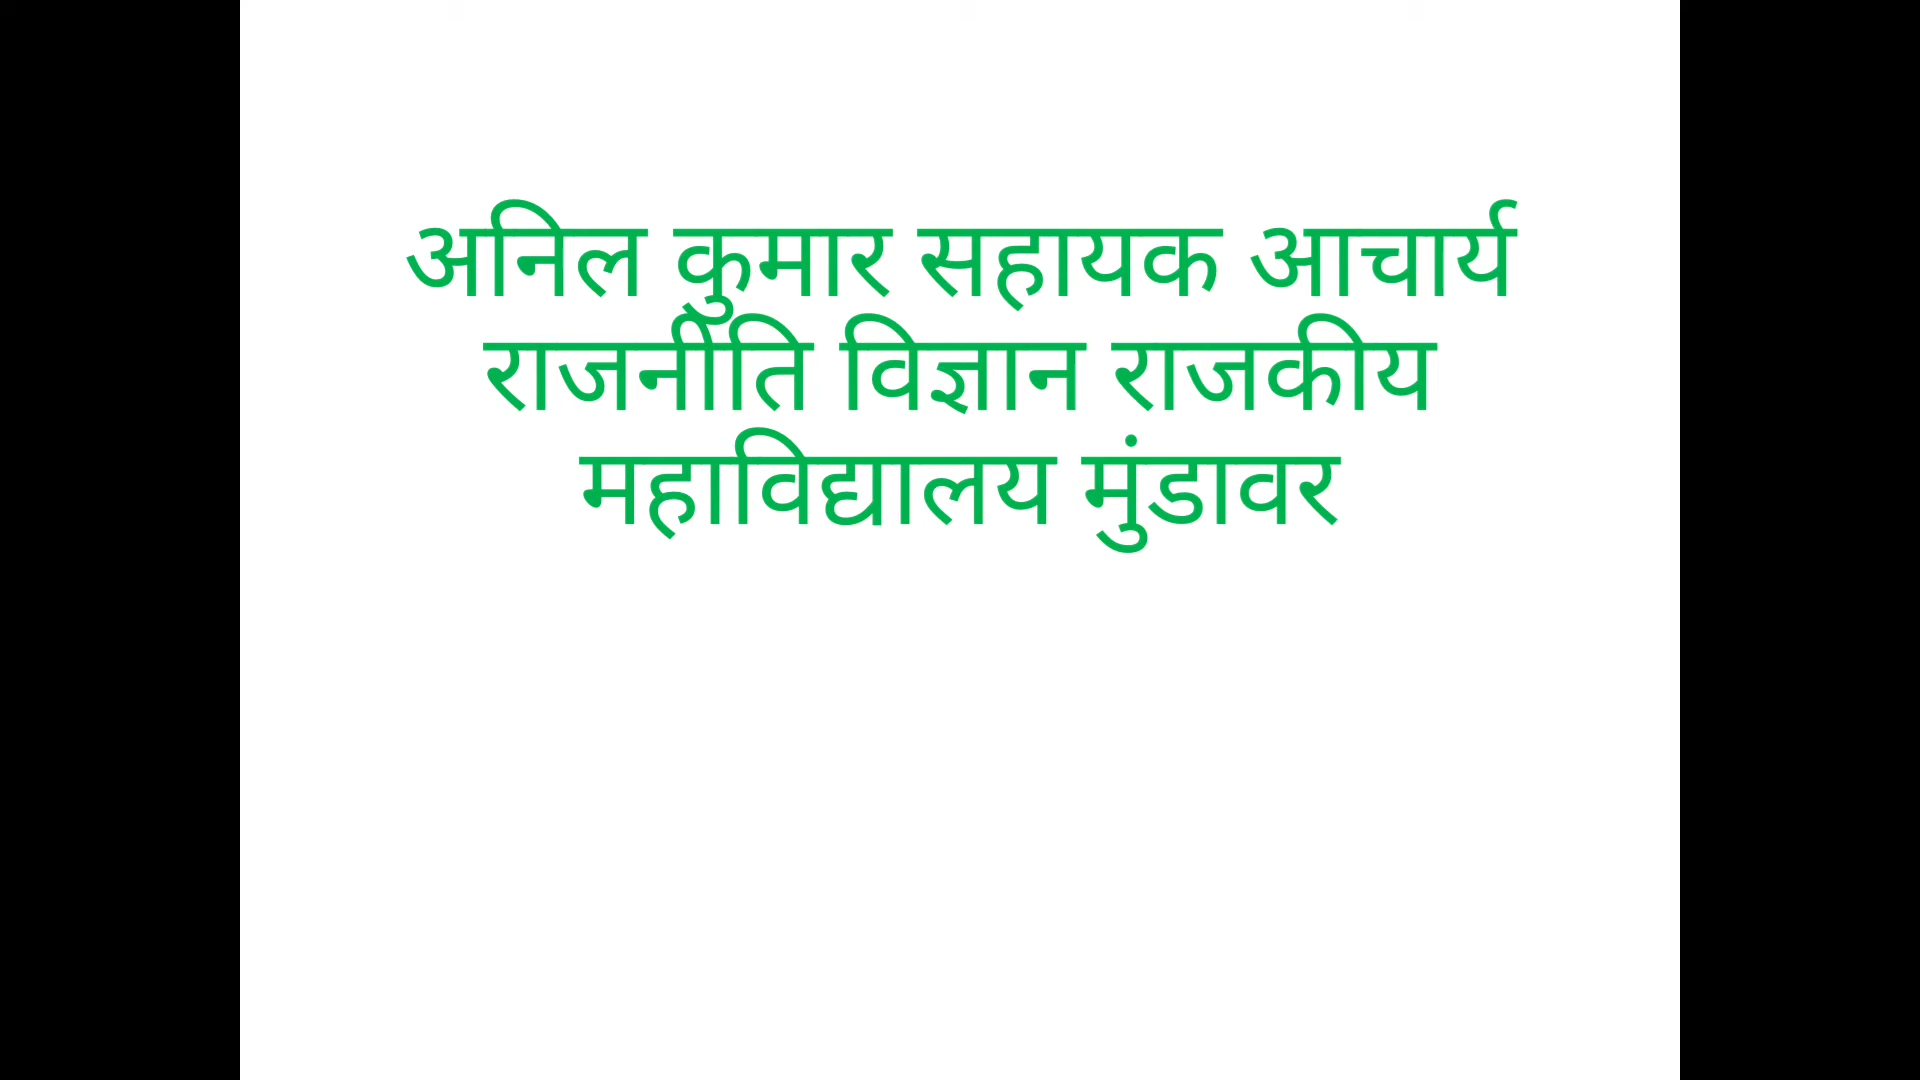 अनिल कुमार सहायक आचार्य
राजनीति विज्ञान राजकीय
महाविद्यालय मुंडावर